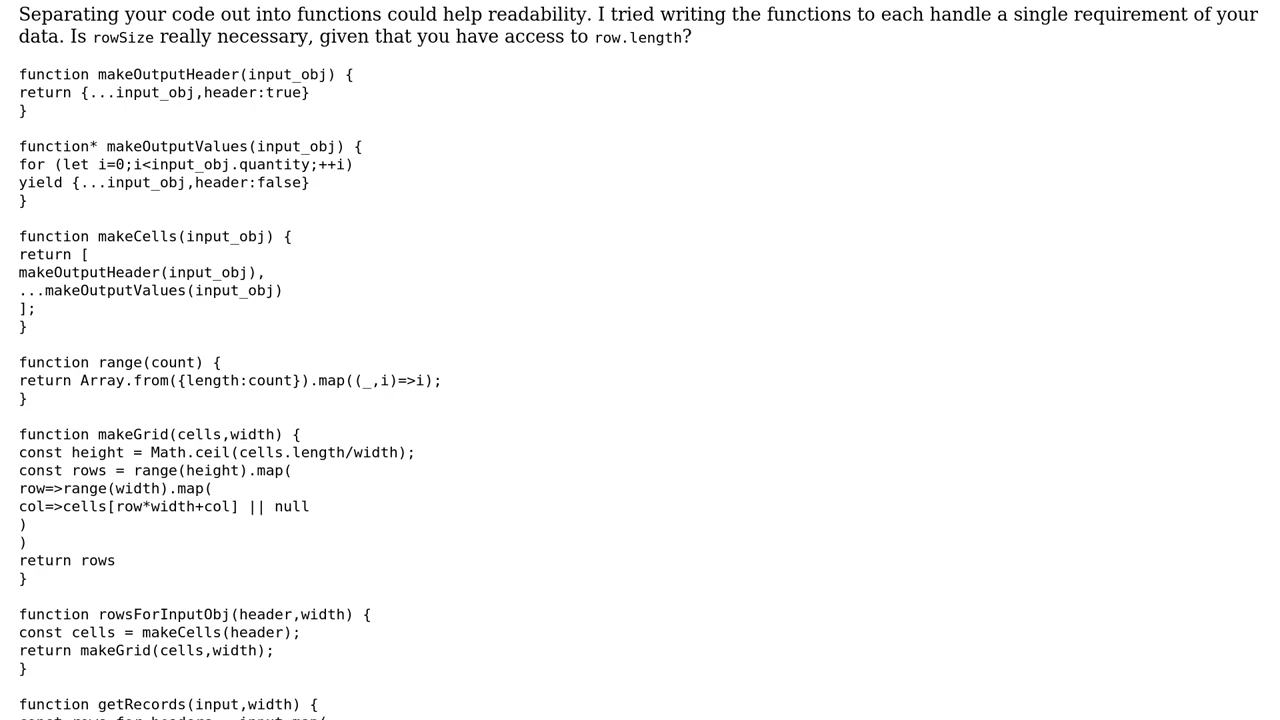 Separating your code out into functions could help readability. I tried writing the functions to each handle a single requirement of your
data. Is rowSize really necessary, given that you have access to row.length?
function makeOutputHeader(input_obj) {
return {...input_obj,header:true}
}
function* makeOutputValues(input_obj) {
for (let i=0;i<input_obj.quantity;++i)
yield {...input_obj,header:false}
}
function makeCells(input_obj) {
return [
makeOutputHeader(input_obj),
...makeOutputValues(input_obj)
];
}
function range(count) {
return Array.from({length:count}).map((_,i)=>i);
}
function makeGrid(cells,width) {
const height = Math.ceil(cells.length/width);
const rows = range(height).map(
row=>range(width).map(
col=>cells[row*width+col] || null
)
)
return rows
}
function rowsForInputObj(header,width) {
const cells = makeCells(header);
return makeGrid(cells,width);
}
function getRecords(input,width) {